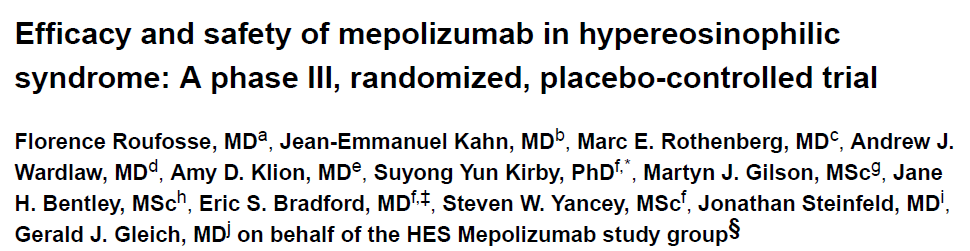 Efficacy and safety of mepolizumab in hypereosinophilic
syndrome: A phase III, randomized, placebo-controlled trial
Florence Roufosse, MDa, Jean-Emmanuel Kahn, MDb, Marc E. Rothenberg, MDc, Andrew J.
Wardlaw, MDd, Amy D. Klion, MDe, Suyong Yun Kirby, PhDf,*, Martyn J. Gilson, MScg, Jane
H. Bentley, MSch, Eric S. Bradford, MDf,‡, Steven W. Yancey, MScf, Jonathan Steinfeld, MDi,
Gerald J. Gleich, MDj on behalf of the HES Mepolizumab study group§